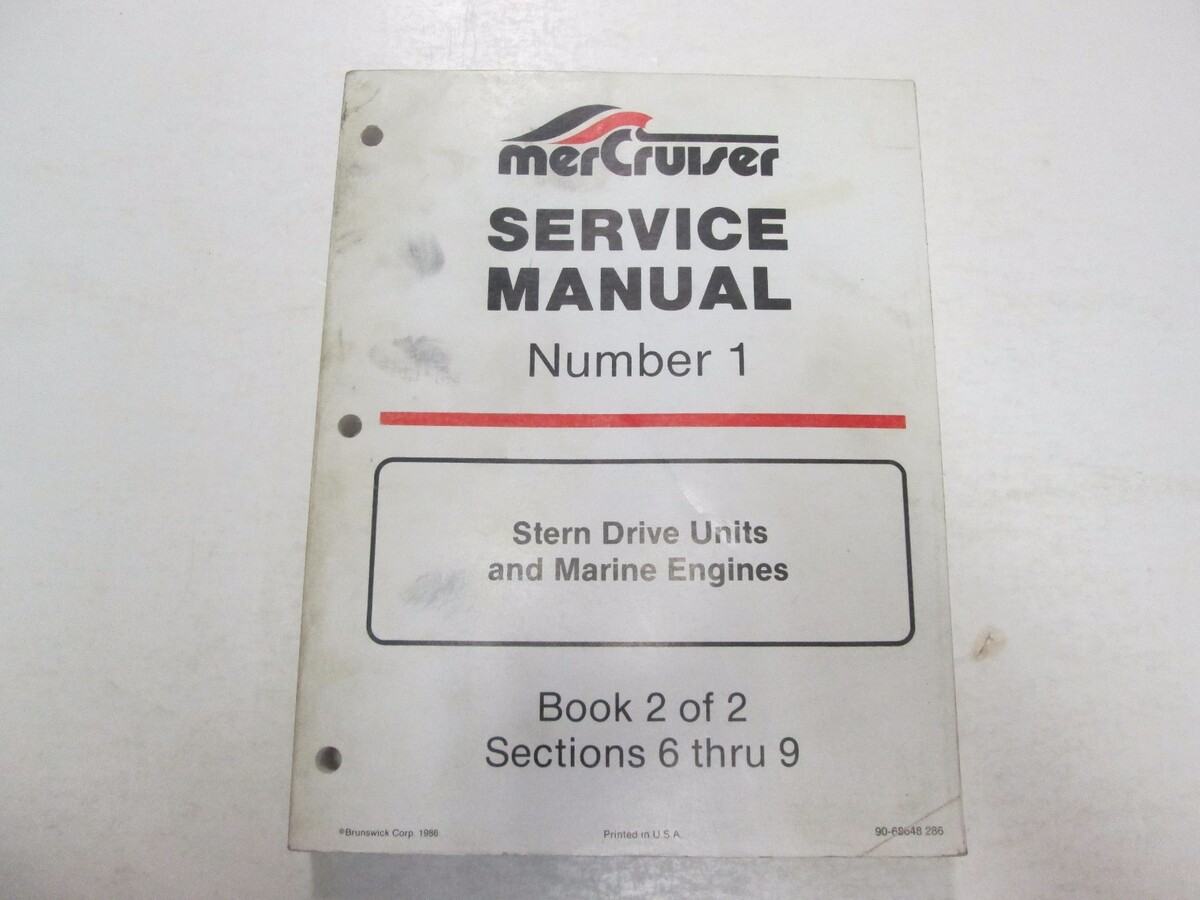 merCruiser
SERVICE
MANUAL
Number 1
Stern Drive Units
and Marine Engines
Book 2 of 2
Sections 6 thru 9
©Brunswick Corp. 1986
Printed in U.S.A.
286